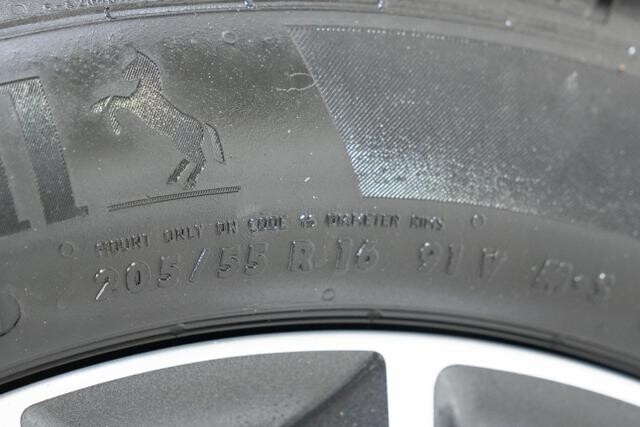 MOUNT ONLY ON CODE 16 DIAMETER RIMS
205/55 R 16 91 V M+S